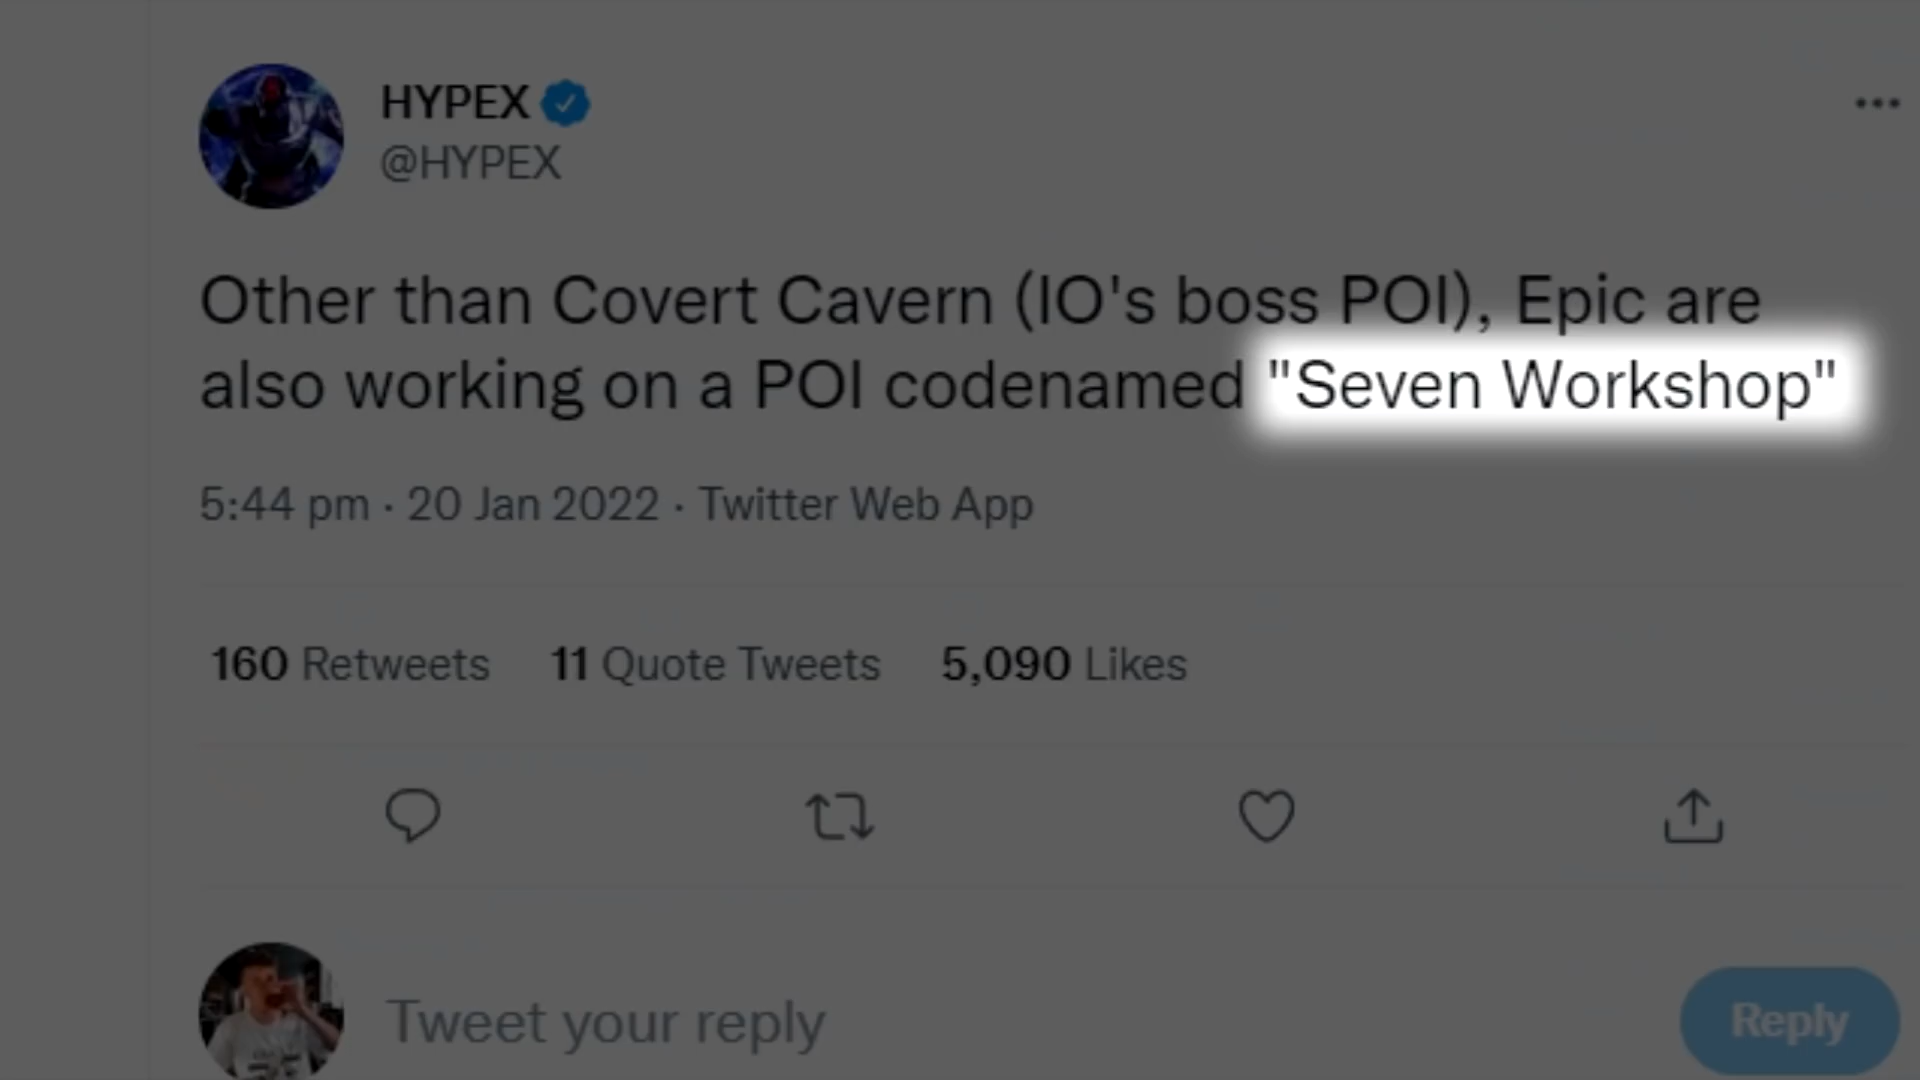 HYPEX
@HYPEX
Other than Covert Cavern (IO's boss POI), Epic are
also working on a POI codenamed "Seven Workshop"
5:44 pm · 20 Jan 2022 · Twitter Web App
160 Retweets 11 Quote Tweets 5,090 Likes
Tweet your reply
Reply